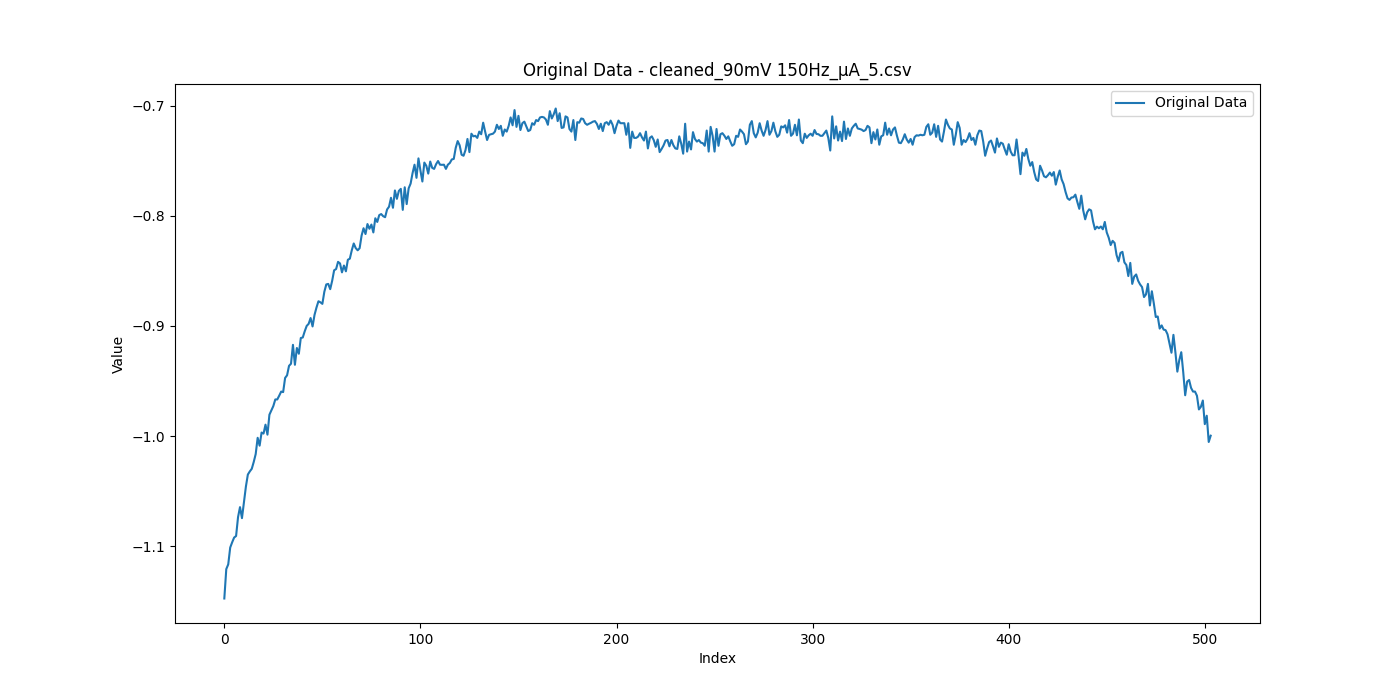 Original Data - cleaned_90mV 150Hz_μA_5.csv
Original Data
−0.7
−0.8
−0.9
−1.0
−1.1
Value
0 100 200 300 400 500
Index